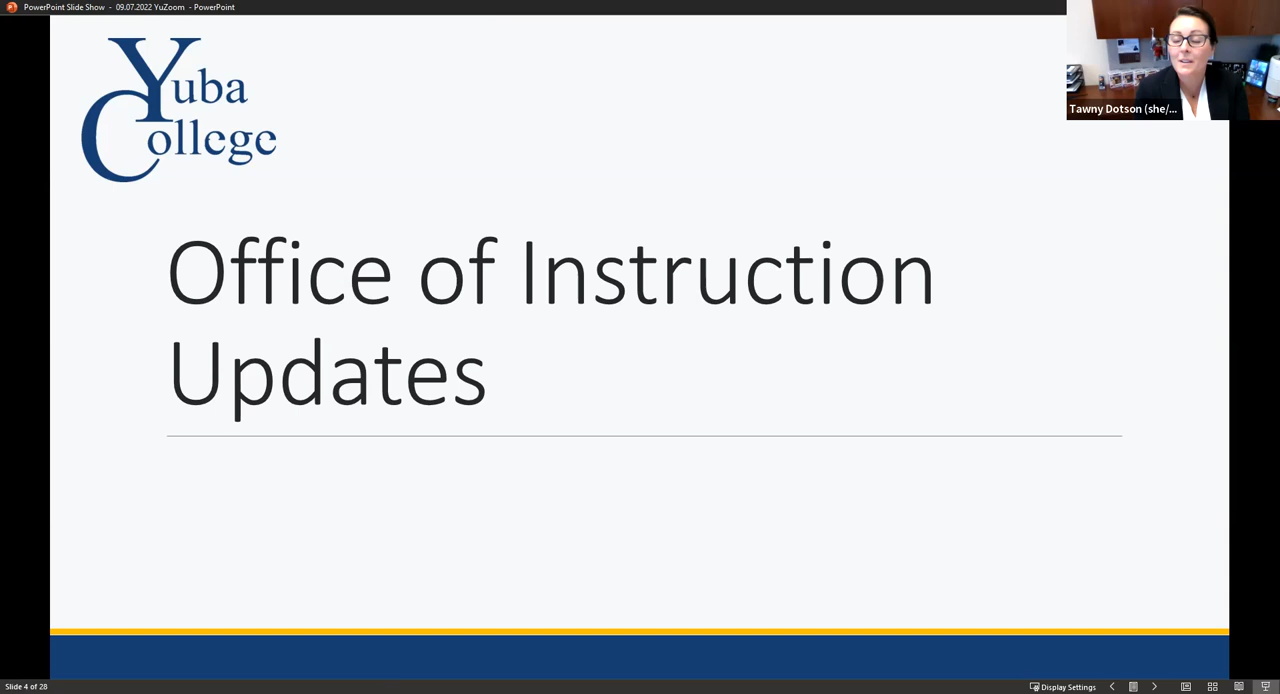 PowerPoint Slide Show - 09.07.2022 YuZoom - PowerPoint
Yuba
College
Tawny Dotson (she/...
Office of Instruction
Updates
Slide 4 of 28
Display Settings